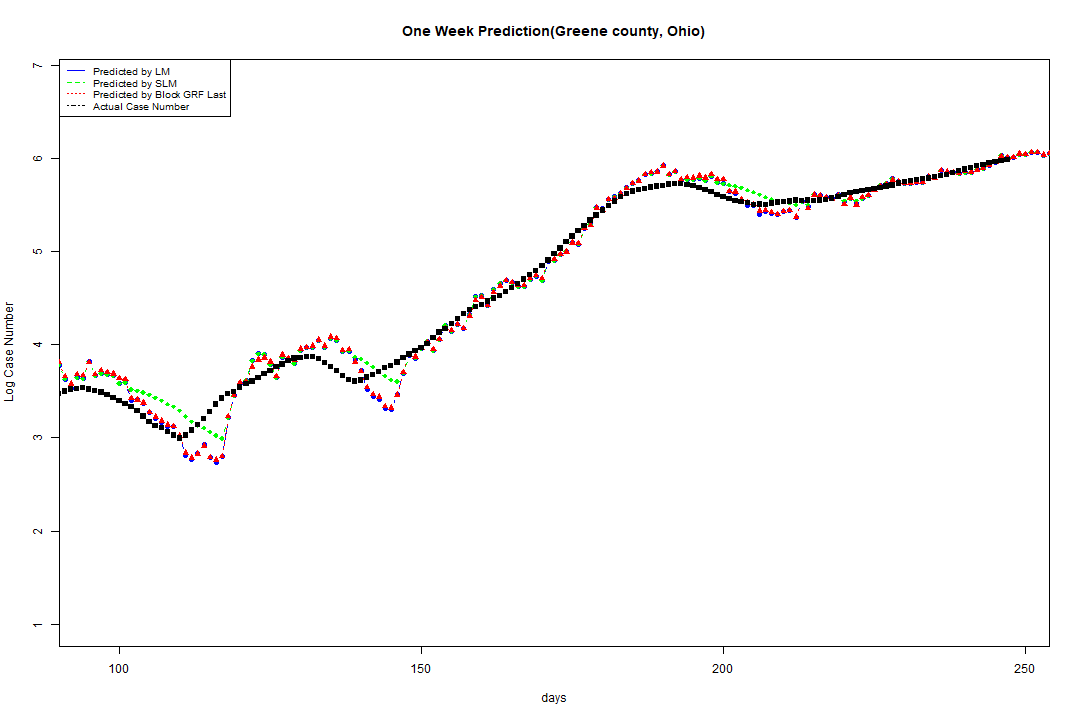 One Week Prediction(Greene county, Ohio)
Predicted by LM
Predicted by SLM
Predicted by Block GRF Last
Actual Case Number
7
6
5
4
3
2
1
Log Case Number
100 150 200 250
days